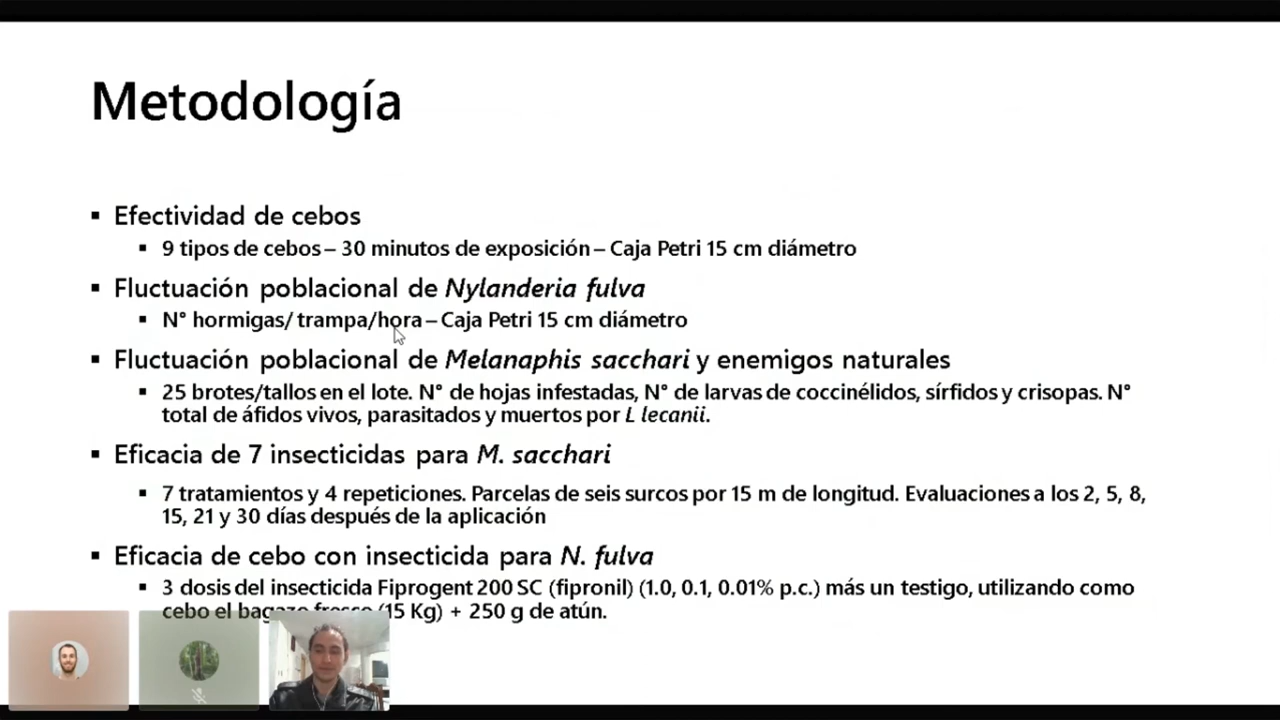 Metodología
▪ Efectividad de cebos
▪ 9 tipos de cebos – 30 minutos de exposición – Caja Petri 15 cm diámetro
▪ Fluctuación poblacional de Nylanderia fulva
▪ N° hormigas/ trampa/hora – Caja Petri 15 cm diámetro
▪ Fluctuación poblacional de Melanaphis sacchari y enemigos naturales
▪ 25 brotes/tallos en el lote. N° de hojas infestadas, N° de larvas de coccinélidos, sírfidos y crisopas. N°
total de áfidos vivos, parasitados y muertos por L lecanii.
▪ Eficacia de 7 insecticidas para M. sacchari
▪ 7 tratamientos y 4 repeticiones. Parcelas de seis surcos por 15 m de longitud. Evaluaciones a los 2, 5, 8,
15, 21 y 30 días después de la aplicación
▪ Eficacia de cebo con insecticida para N. fulva
▪ 3 dosis del insecticida Fiprogent 200 SC (fipronil) (1.0, 0.1, 0.01% p.c.) más un testigo, utilizando como
cebo el bagazo fresco (15 Kg) + 250 g de atún.